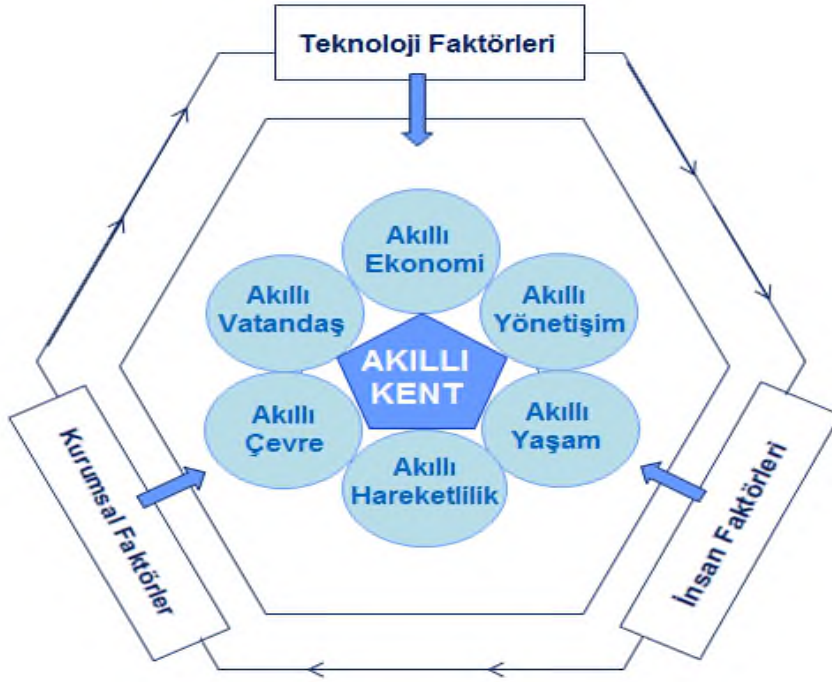 Teknoloji Faktörleri
Akıllı
Ekonomi
Akıllı
Vatandaş
Akıllı
Yönetişim
AKILLI
KENT
Akıllı
Çevre
Akıllı
Yaşam
Akıllı
Hareketlilik
Kurumsal Faktörler
İnsan Faktörleri